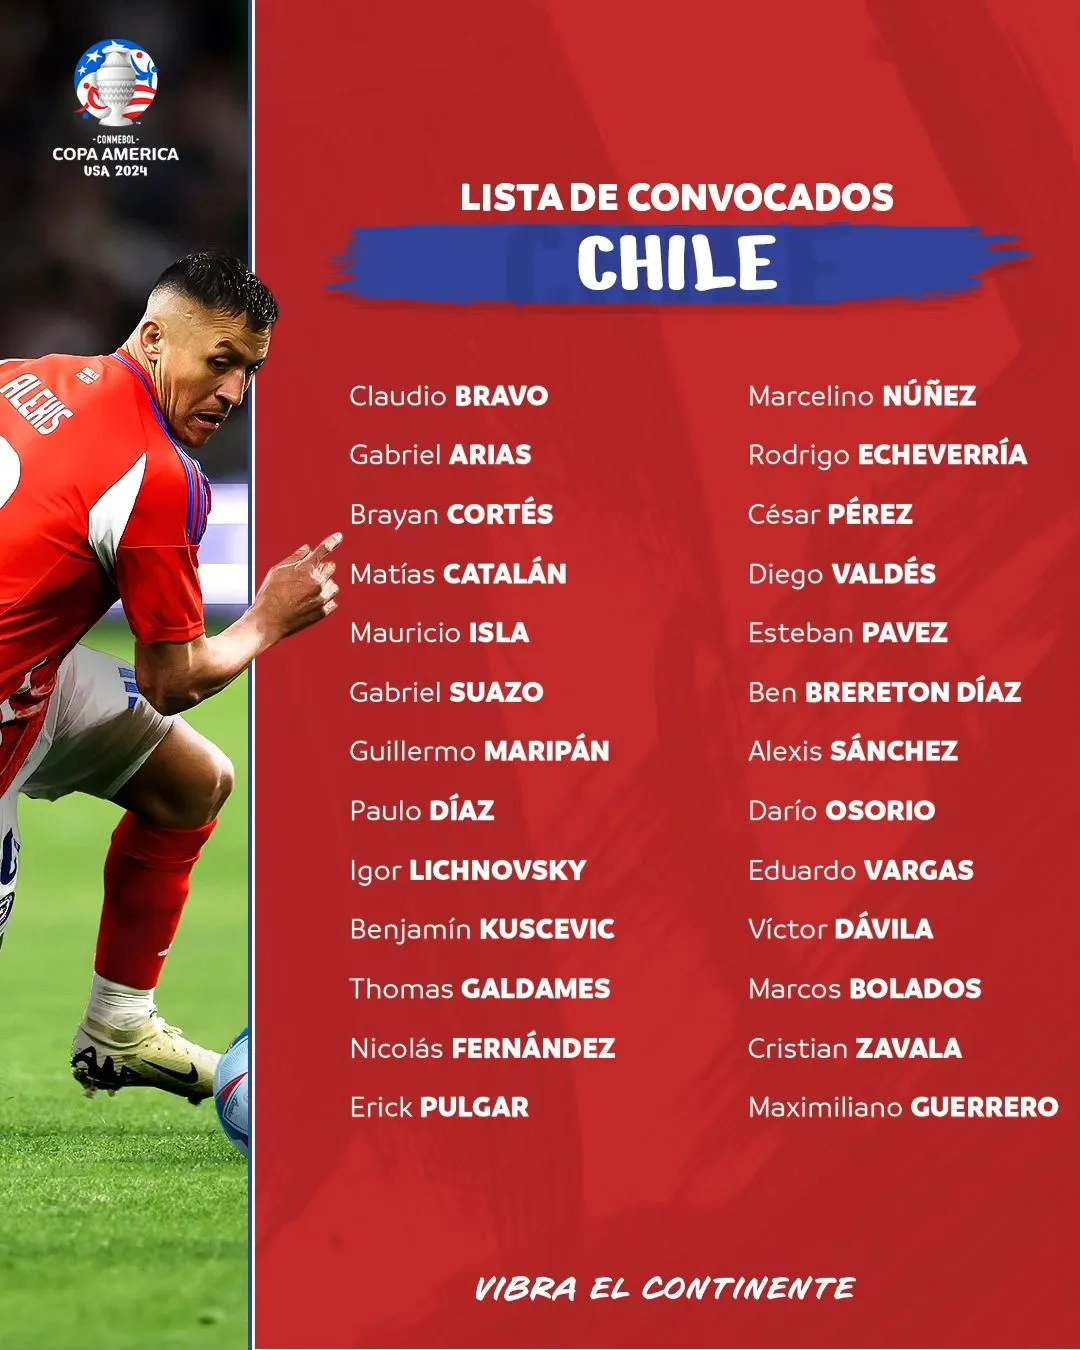 - CONMEBOL -
COPA AMERICA
USA 2024
LISTA DE CONVOCADOS
CHILE
ALEXIS
Claudio BRAVO
Gabriel ARIAS
Brayan CORTÉS
Matías CATALÁN
Mauricio ISLA
Gabriel SUAZO
Guillermo MARIPÁN
Paulo DÍAZ
Igor LICHNOVSKY
Benjamín KUSCEVIC
Thomas GALDAMES
Nicolás FERNÁNDEZ
Erick PULGAR
Marcelino NÚÑEZ
Rodrigo ECHEVERRÍA
César PÉREZ
Diego VALDÉS
Esteban PAVEZ
Ben BRERETON DÍAZ
Alexis SÁNCHEZ
Darío OSORIO
Eduardo VARGAS
Víctor DÁVILA
Marcos BOLADOS
Cristian ZAVALA
Maximiliano GUERRERO
VIBRA EL CONTINENTE